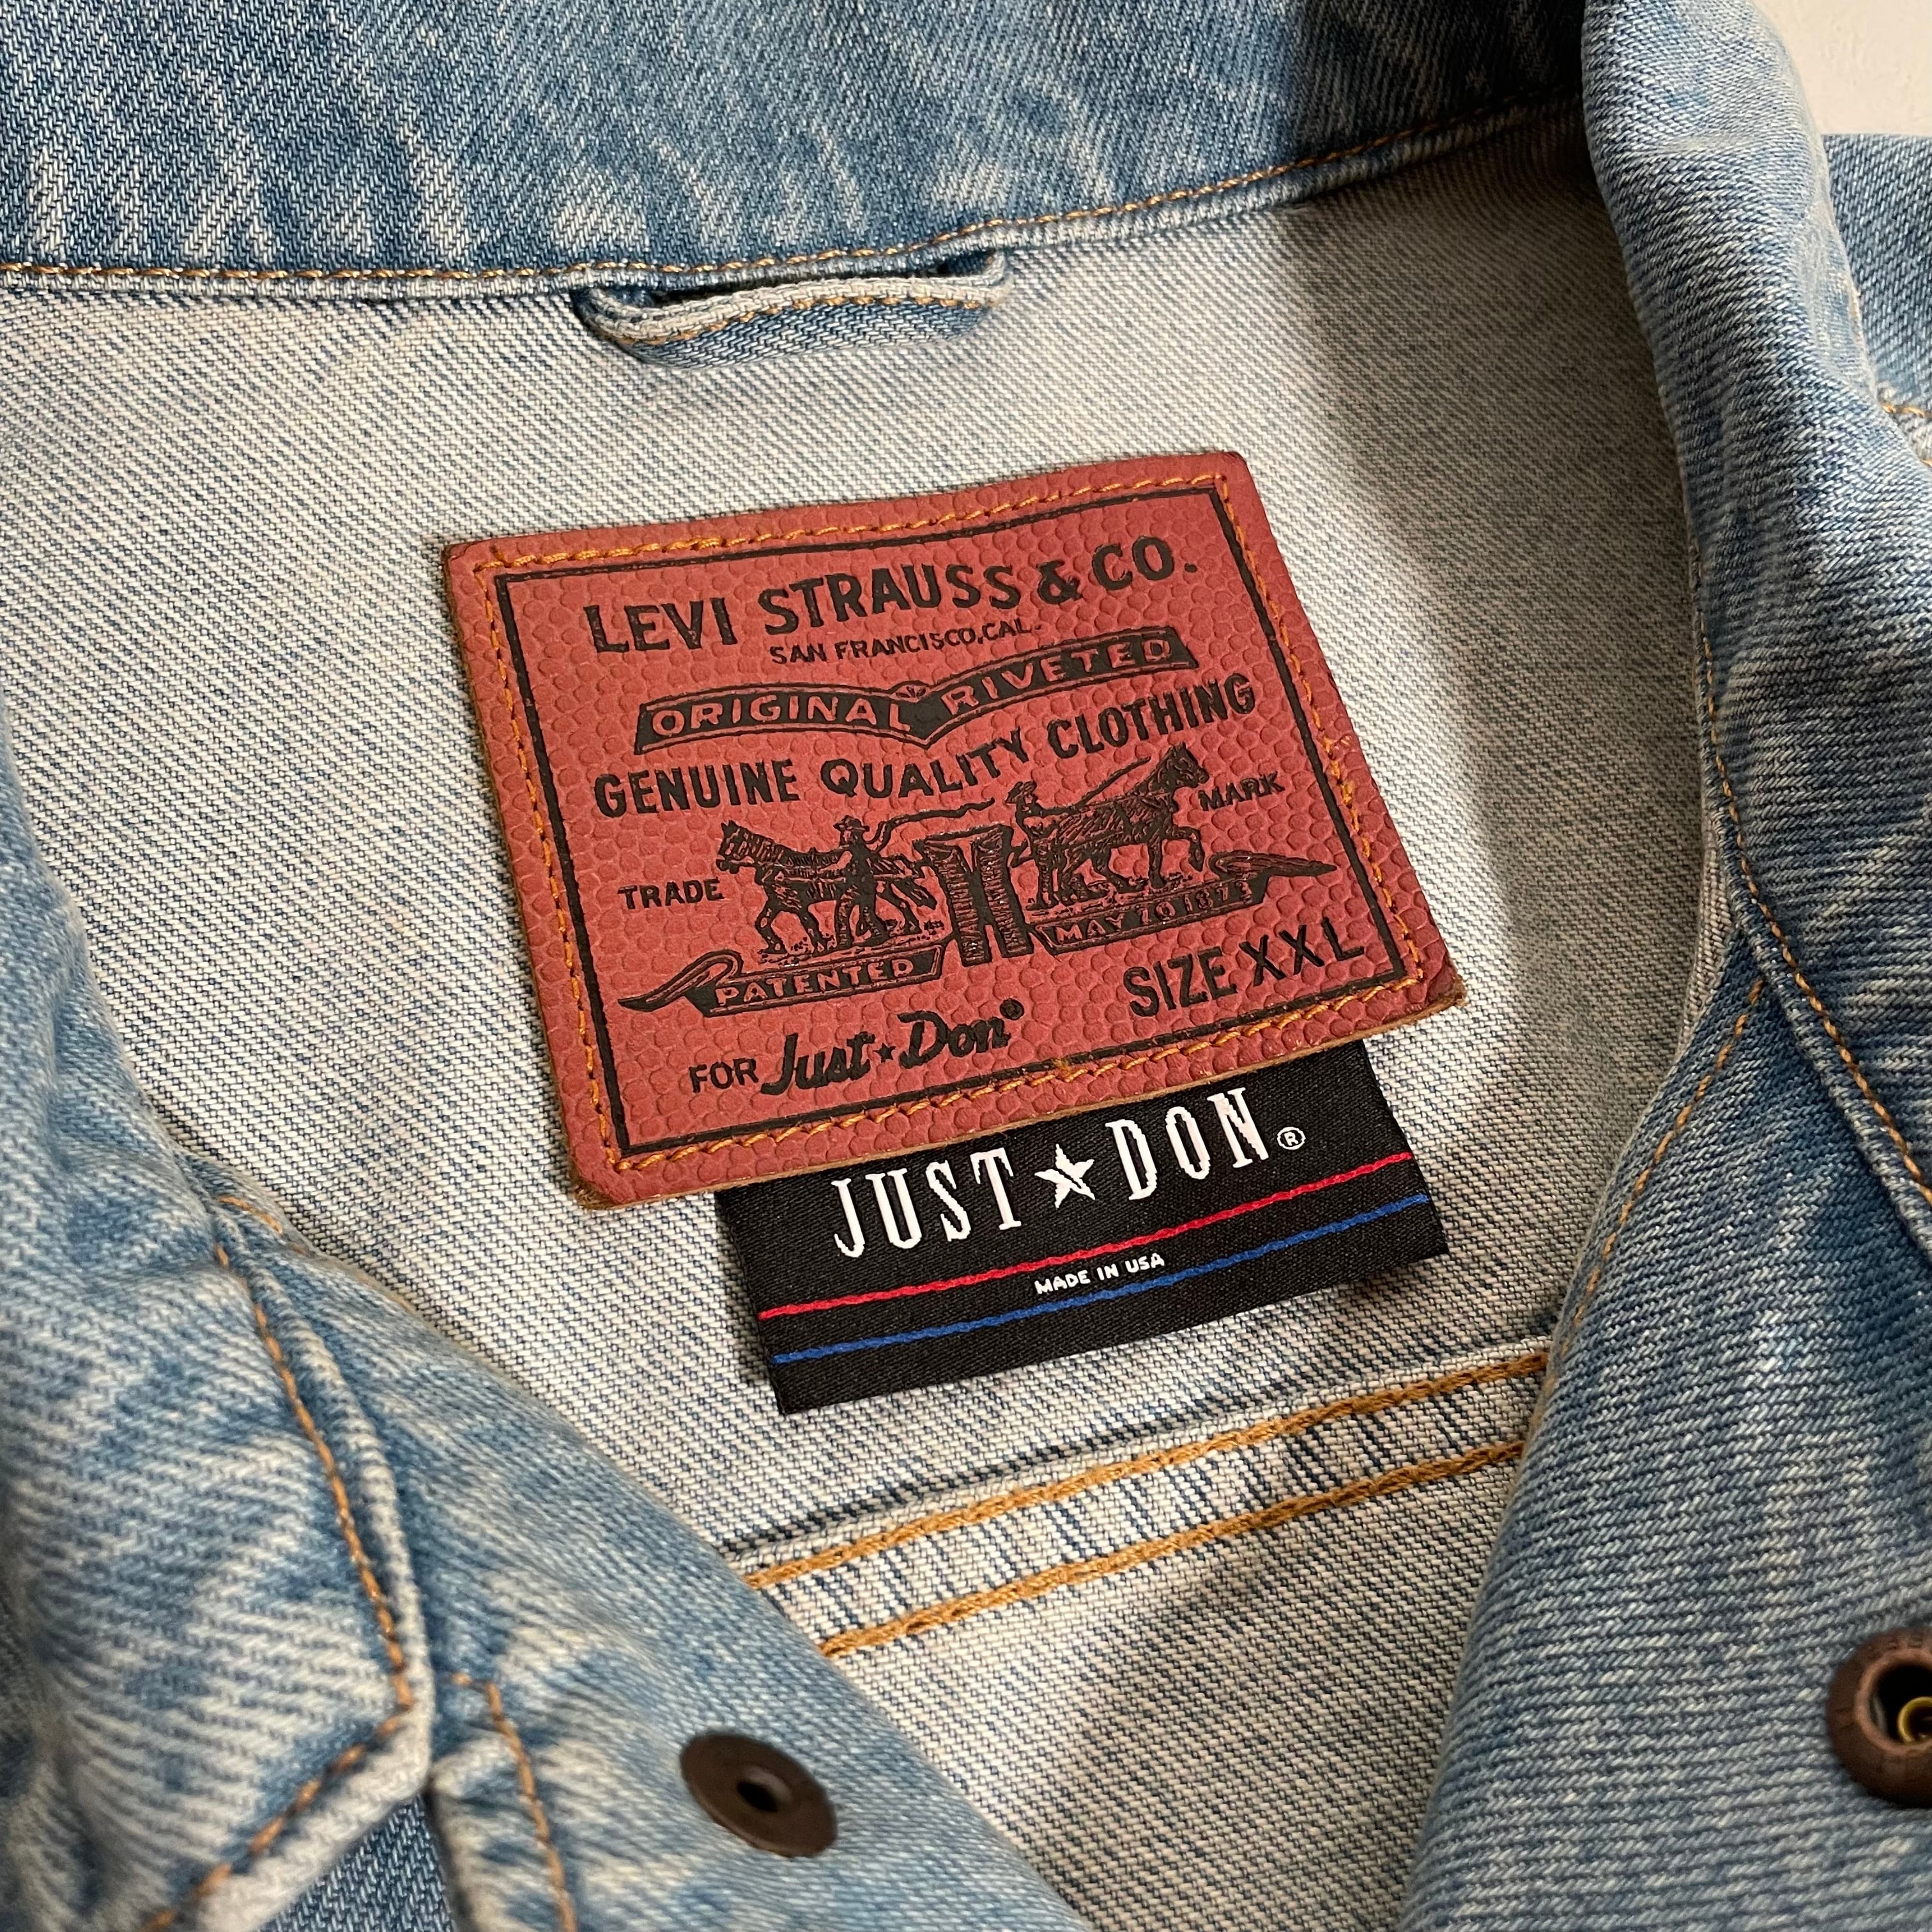 LEVI STRAUSS & CO.
SAN FRANCISCO, CAL.
ORIGINAL RIVETED
GENUINE QUALITY CLOTHING
TRADE MARK
PATENTED MAY 20 1873
SIZE XXL
FOR Just★Don®
JUST★DON®
MADE IN USA